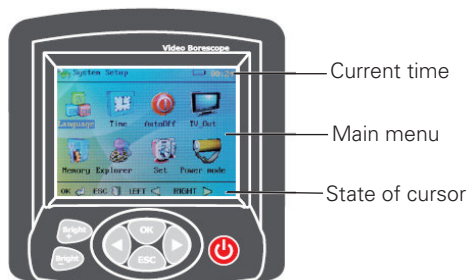 Video Borescope
System Setup
Current time
Language Time AutoOff TV_Out
Main menu
Memory Explorer Set Power mode
OK ESC LEFT RIGHT
State of cursor
Bright +
OK
Bright -
ESC